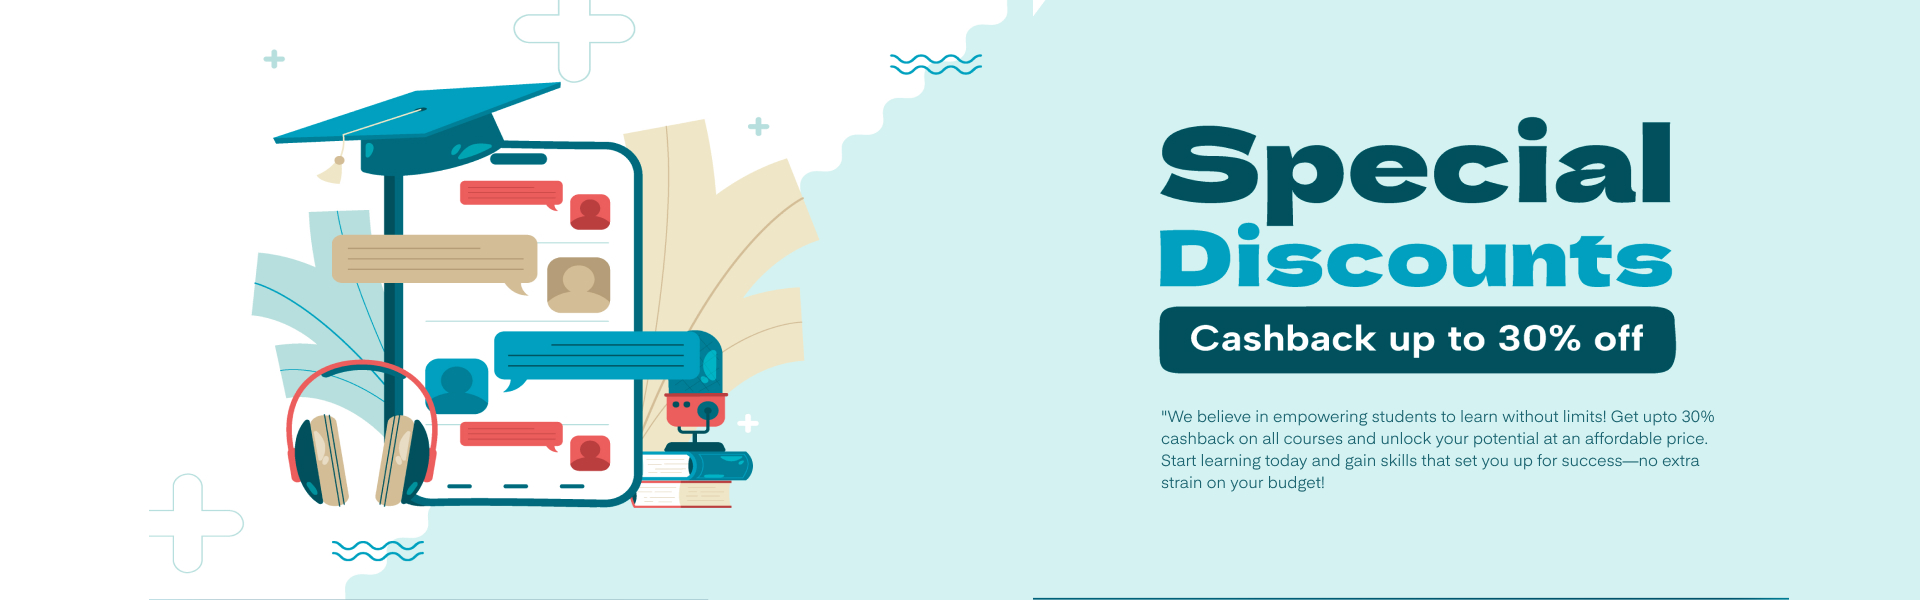 Special
Discounts
Cashback up to 30% off
"We believe in empowering students to learn without limits! Get upto 30%
cashback on all courses and unlock your potential at an affordable price.
Start learning today and gain skills that set you up for success—no extra
strain on your budget!